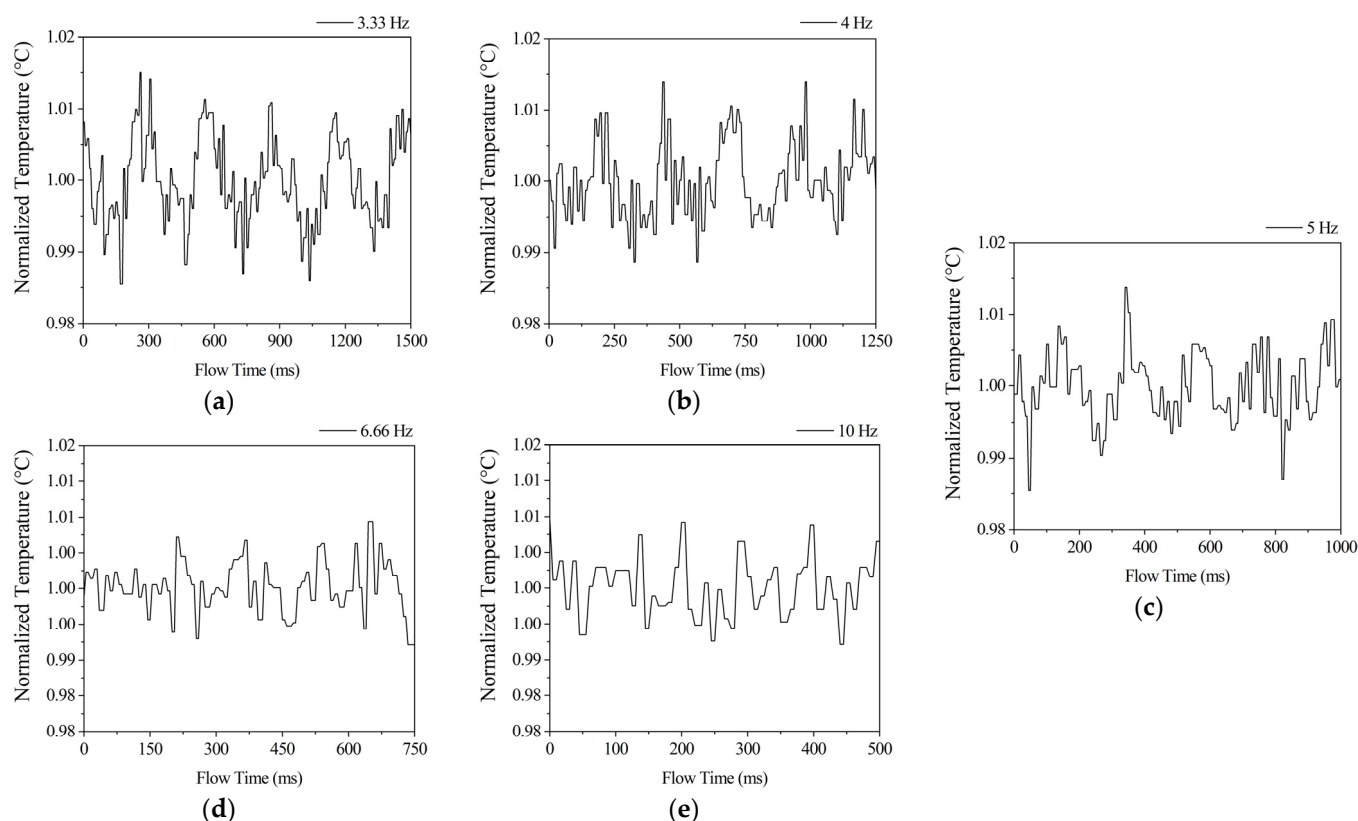 3.33 Hz
1.02
1.01
1.00
0.99
0.98
Normalized Temperature (°C)
0 300 600 900 1200 1500
Flow Time (ms)
(a)
4 Hz
1.02
1.01
1.00
0.99
0.98
Normalized Temperature (°C)
0 250 500 750 1000 1250
Flow Time (ms)
(b)
5 Hz
1.02
1.01
1.00
0.99
0.98
Normalized Temperature (°C)
0 200 400 600 800 1000
Flow Time (ms)
(c)
6.66 Hz
1.02
1.01
1.01
1.00
1.00
1.00
0.99
0.98
0.98
Normalized Temperature (°C)
0 150 300 450 600 750
Flow Time (ms)
(d)
10 Hz
1.02
1.01
1.01
1.00
1.00
1.00
0.99
0.98
0.98
Normalized Temperature (°C)
0 100 200 300 400 500
Flow Time (ms)
(e)